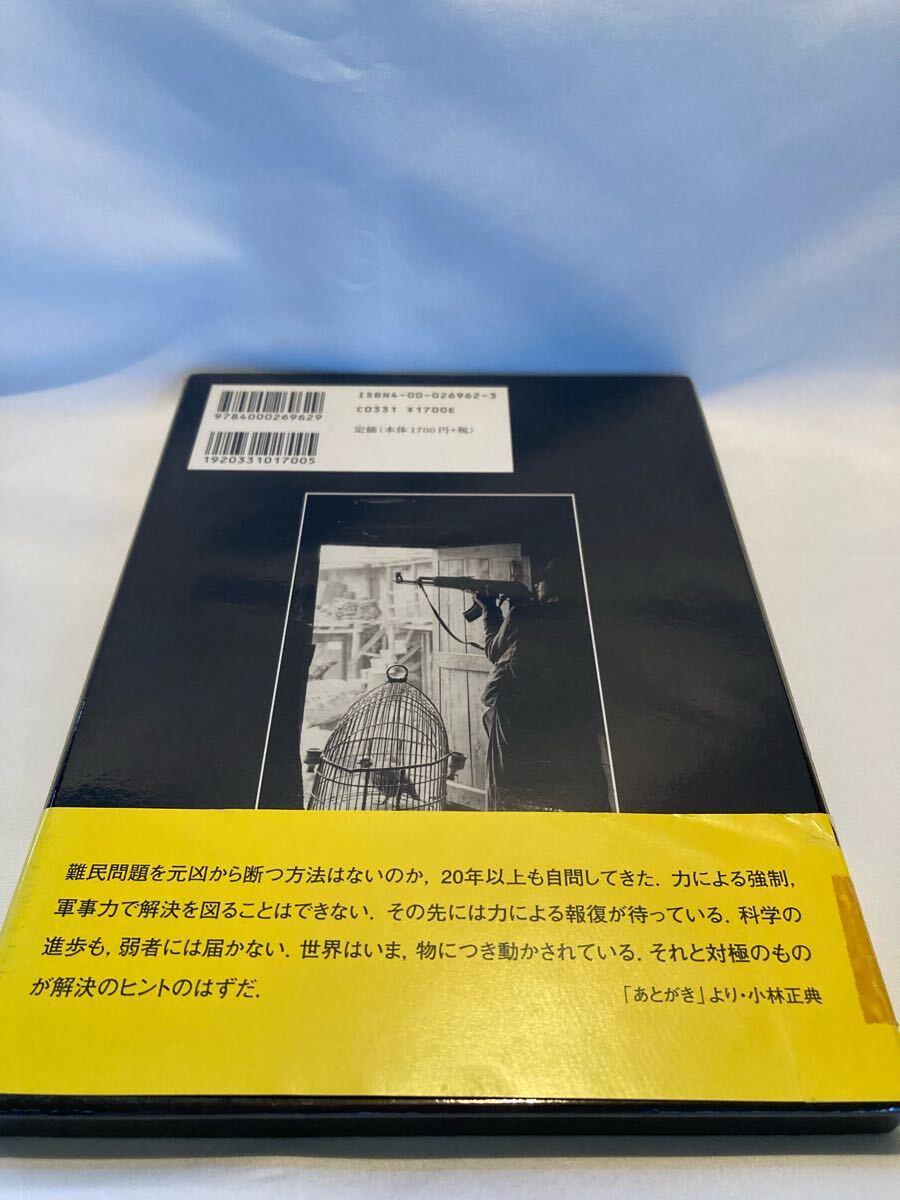 9784000269629
1920331017005
ISBN4-00-026962-3
C0331 ¥1700E
定価(本体1700円+税)
難民問題を元凶から断つ方法はないのか, 20年以上も自問してきた. 力による強制,
軍事力で解決を図ることはできない. その先には力による報復が待っている. 科学の
進歩も, 弱者には届かない. 世界はいま, 物につき動かされている. それと対極のもの
が解決のヒントのはずだ.
「あとがき」より・小林正典